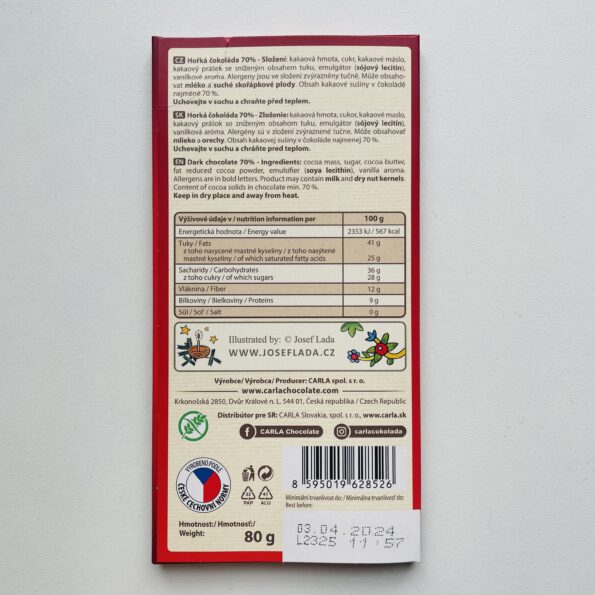 CZ Hořká čokoláda 70% - Složení: kakaová hmota, cukr, kakaové máslo,
kakaový prášek se sníženým obsahem tuku, emulgátor (sójový lecitin),
vanilkové aroma. Alergeny jsou ve složení zvýrazněny tučně. Může obsaho-
vat mléko a suché skořápkové plody. Obsah kakaové sušiny v čokoládě
nejméně 70 %.
Uchovejte v suchu a chraňte před teplem.
SK Horká čokoláda 70% - Zloženie: kakaová hmota, cukor, kakaové maslo,
kakaový prášok so zníženým obsahom tuku, emulgátor (sójový lecitín),
vanilková aróma. Alergény sú v zložení zvýraznené tučne. Může obsahovať
mlieko a orechy. Obsah kakaovej sušiny v čokoláde najmenej 70 %.
Uchovajte v suchu a chráňte pred teplom.
EN Dark chocolate 70% - Ingredients: cocoa mass, sugar, cocoa butter,
fat reduced cocoa powder, emulsifier (soya lecithin), vanilla aroma.
Allergens are in bold letters. Product may contain milk and dry nut kernels.
Content of cocoa solids in chocolate min. 70 %.
Keep in dry place and away from heat.
Výživové údaje v / nutrition information per 100 g
Energetická hodnota / Energy value 2353 kJ / 567 kcal
Tuky / Fats 41 g
z toho nasycené mastné kyseliny / z toho nasýtené
mastné kyseliny / of which saturated fatty acids 25 g
Sacharidy / Carbohydrates 36 g
z toho cukry / of which sugars 28 g
Vláknina / Fiber 12 g
Bílkoviny / Bielkoviny / Proteins 9 g
Sůl / Soľ / Salt 0 g
Illustrated by: © Josef Lada
WWW.JOSEFLADA.CZ
Výrobce/ Výrobca/ Producer: CARLA spol. s r. o.
www.carlachocolate.com
Krkonošská 2850, Dvůr Králové n. L. 544 01, Česká republika / Czech Republic
Distribútor pre SR: CARLA Slovakia, spol. s r.o., www.carla.sk
CARLA Chocolate carlacokolada
VYROBENO PODLE
ČESKÉ CECHOVNÍ NORMY
22 PAP
41 ALU
8 595019 628526
Minimální trvanlivost do: / Minimálna trvanlivosť do:
Best before:
03.04.2024
L2325 11:57
Hmotnost:/ Hmotnosť:/
Weight: 80 g